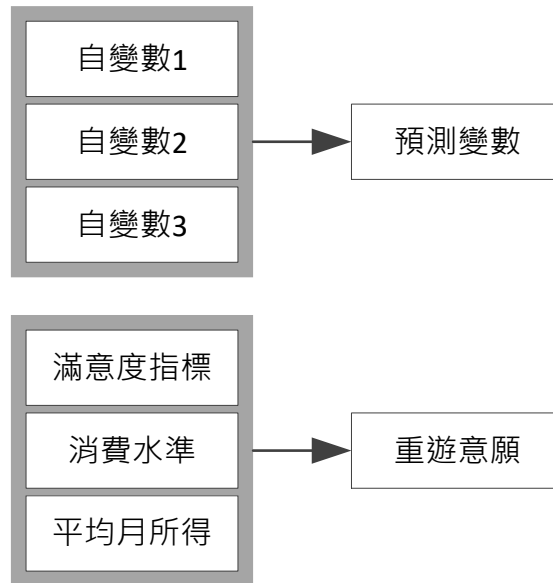 自變數1
自變數2
自變數3
預測變數
滿意度指標
消費水準
平均月所得
重遊意願